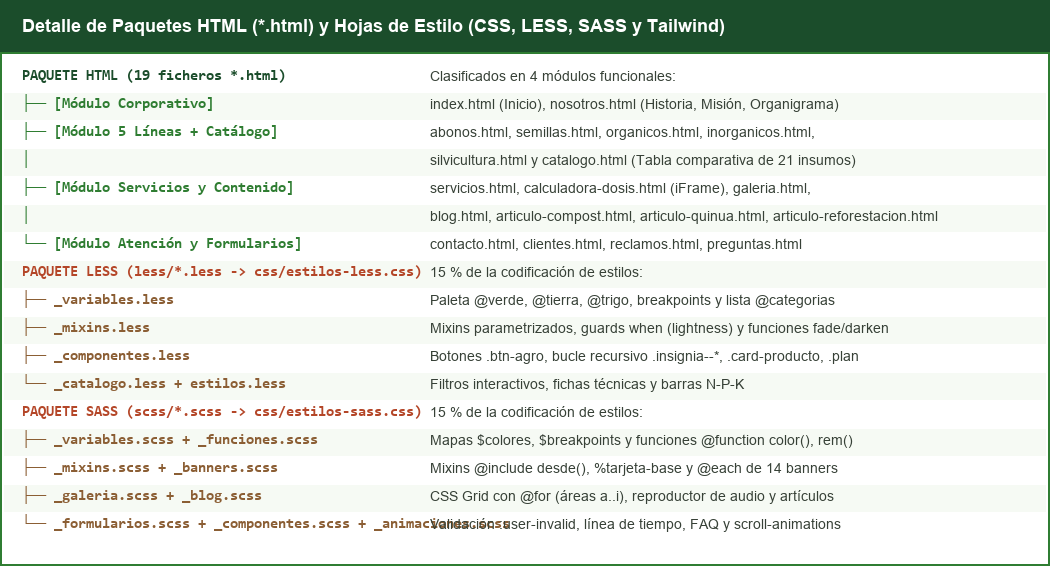 Detalle de Paquetes HTML (*.html) y Hojas de Estilo (CSS, LESS, SASS y Tailwind)
PAQUETE HTML (19 ficheros *.html) Clasificados en 4 módulos funcionales:
├── [Módulo Corporativo] index.html (Inicio), nosotros.html (Historia, Misión, Organigrama)
├── [Módulo 5 Líneas + Catálogo] abonos.html, semillas.html, organicos.html, inorganicos.html,
│ silvicultura.html y catalogo.html (Tabla comparativa de 21 insumos)
├── [Módulo Servicios y Contenido] servicios.html, calculadora-dosis.html (iFrame), galeria.html,
│ blog.html, articulo-compost.html, articulo-quinua.html, articulo-reforestacion.html
└── [Módulo Atención y Formularios] contacto.html, clientes.html, reclamos.html, preguntas.html
PAQUETE LESS (less/*.less -> css/estilos-less.css) 15 % de la codificación de estilos:
├── _variables.less Paleta @verde, @tierra, @trigo, breakpoints y lista @categorias
├── _mixins.less Mixins parametrizados, guards when (lightness) y funciones fade/darken
├── _componentes.less Botones .btn-agro, bucle recursivo .insignia--*, .card-producto, .plan
└── _catalogo.less + estilos.less Filtros interactivos, fichas técnicas y barras N-P-K
PAQUETE SASS (scss/*.scss -> css/estilos-sass.css) 15 % de la codificación de estilos:
├── _variables.scss + _funciones.scss Mapas $colores, $breakpoints y funciones @function color(), rem()
├── _mixins.scss + _banners.scss Mixins @include desde(), %tarjeta-base y @each de 14 banners
├── _galeria.scss + _blog.scss CSS Grid con @for (áreas a..i), reproductor de audio y artículos
└── _formularios.scss + _componentes.scss + Validación :user-invalid, línea de tiempo, FAQ y scroll-animations